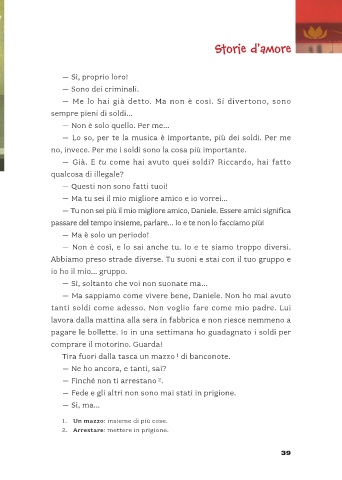 Storie d'amore
— Sì, proprio loro!
— Sono dei criminali.
— Me lo hai già detto. Ma non è così. Si divertono, sono
sempre pieni di soldi...
— Non è solo quello. Per me...
— Lo so, per te la musica è importante, più dei soldi. Per me
no, invece. Per me i soldi sono la cosa più importante.
— Già. E tu come hai avuto quei soldi? Riccardo, hai fatto
qualcosa di illegale?
— Questi non sono fatti tuoi!
— Ma tu sei il mio migliore amico e io vorrei...
— Tu non sei più il mio migliore amico, Daniele. Essere amici significa
passare del tempo insieme, parlare... Io e te non lo facciamo più!
— Ma è solo un periodo!
— Non è così, e lo sai anche tu. Io e te siamo troppo diversi.
Abbiamo preso strade diverse. Tu suoni e stai con il tuo gruppo e
io ho il mio... gruppo.
— Sì, soltanto che voi non suonate ma...
— Ma sappiamo come vivere bene, Daniele. Non ho mai avuto
tanti soldi come adesso. Non voglio fare come mio padre. Lui
lavora dalla mattina alla sera in fabbrica e non riesce nemmeno a
pagare le bollette. Io in una settimana ho guadagnato i soldi per
comprare il motorino. Guarda!
Tira fuori dalla tasca un mazzo¹ di banconote.
— Ne ho ancora, e tanti, sai?
— Finché non ti arrestano².
— Fede e gli altri non sono mai stati in prigione.
— Sì, ma...
1. Un mazzo: insieme di più cose.
2. Arrestare: mettere in prigione.
39